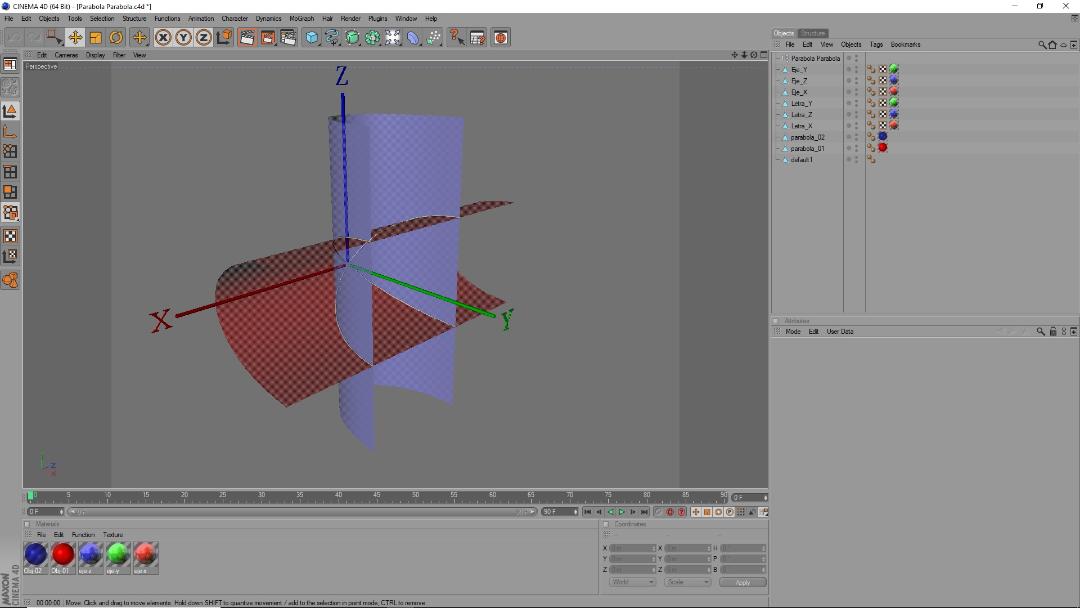 CINEMA 4D (64 Bit) - [Parabola Parabola.c4d *]
File Edit Objects Tools Selection Structure Functions Animation Character Dynamics MoGraph Hair Render Plugins Window Help
Edit Cameras Display Filter View
Perspective
Z
X
Y
Z
0 5 10 15 20 25 30 35 40 45 50 55 60 65 70 75 80 85 90 0 F
0 F 90 F
Materials
File Edit Function Texture
Obj 02 Obj 01 eje z eje y eje x
Coordinates
X X H
Y Y P
Z Z B
World Scale Apply
00:00:00 Move: Click and drag to move elements. Hold down SHIFT to quantize movement / add to the selection in point mode, CTRL to remove.
MAXON CINEMA 4D
Objects Structure
File Edit View Objects Tags Bookmarks
Parabola Parabola
Eje_Y
Eje_Z
Eje_X
Letra_Y
Letra_Z
Letra_X
parabola_02
parabola_01
default1
Attributes
Mode Edit User Data